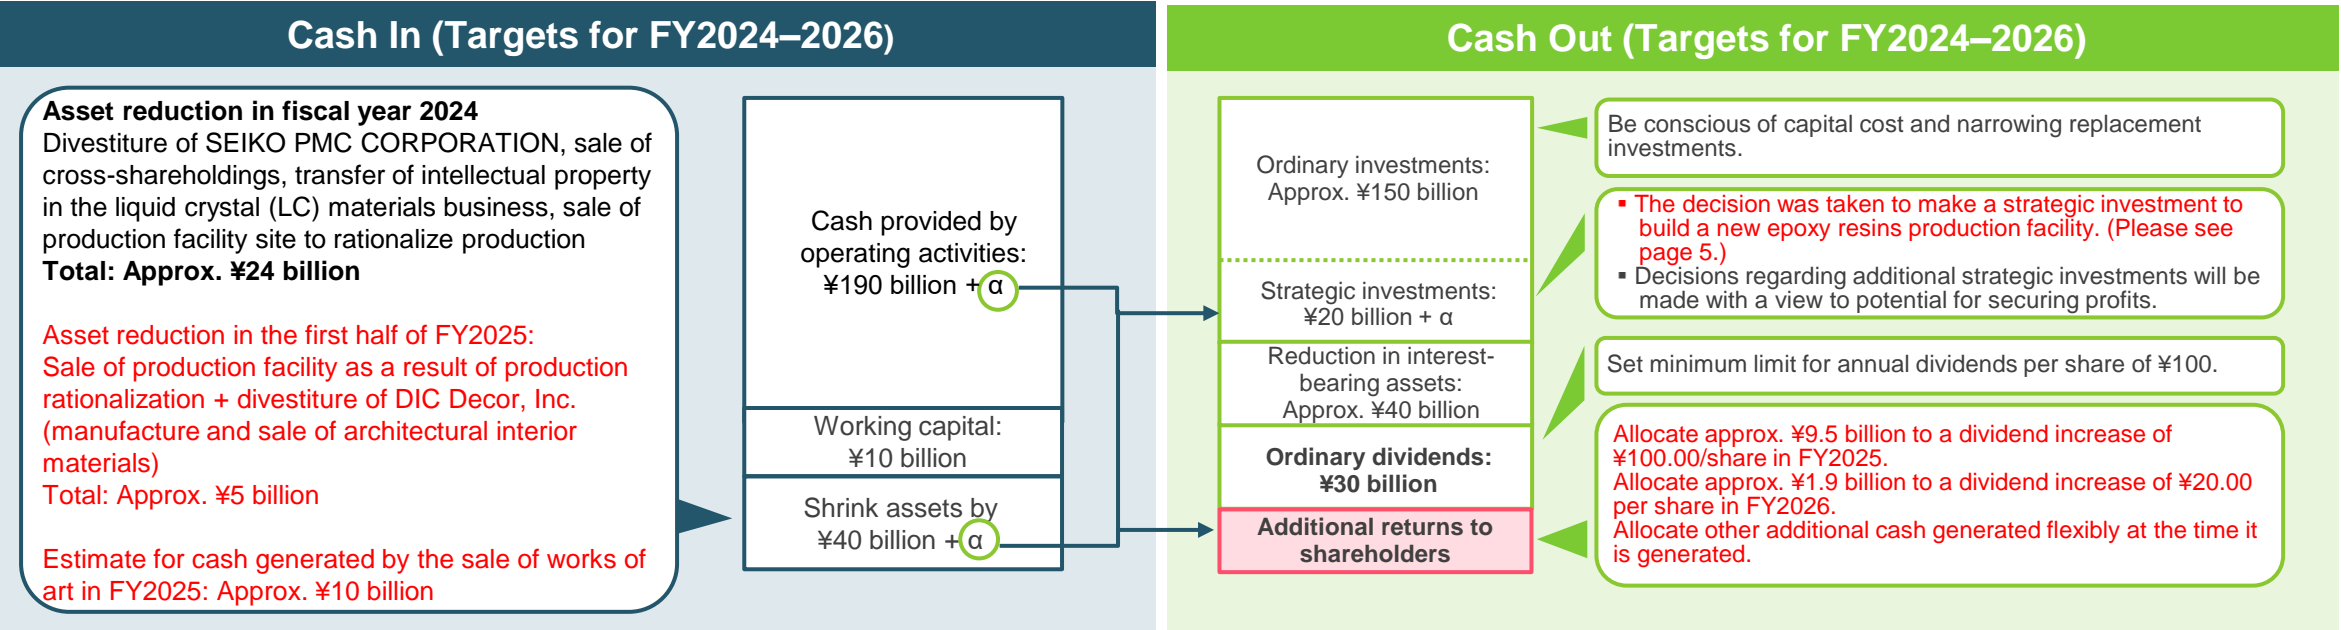 Cash In (Targets for FY2024–2026)
Asset reduction in fiscal year 2024
Divestiture of SEIKO PMC CORPORATION, sale of
cross-shareholdings, transfer of intellectual property
in the liquid crystal (LC) materials business, sale of
production facility site to rationalize production
Total: Approx. ¥24 billion
Asset reduction in the first half of FY2025:
Sale of production facility as a result of production
rationalization + divestiture of DIC Decor, Inc.
(manufacture and sale of architectural interior
materials)
Total: Approx. ¥5 billion
Estimate for cash generated by the sale of works of
art in FY2025: Approx. ¥10 billion
Cash provided by
operating activities:
¥190 billion + α
Working capital:
¥10 billion
Shrink assets by
¥40 billion + α
Cash Out (Targets for FY2024–2026)
Ordinary investments:
Approx. ¥150 billion
Strategic investments:
¥20 billion + α
Reduction in interest-
bearing assets:
Approx. ¥40 billion
Ordinary dividends:
¥30 billion
Additional returns to
shareholders
Be conscious of capital cost and narrowing replacement
investments.
▪ The decision was taken to make a strategic investment to
build a new epoxy resins production facility. (Please see
page 5.)
▪ Decisions regarding additional strategic investments will be
made with a view to potential for securing profits.
Set minimum limit for annual dividends per share of ¥100.
Allocate approx. ¥9.5 billion to a dividend increase of
¥100.00/share in FY2025.
Allocate approx. ¥1.9 billion to a dividend increase of ¥20.00
per share in FY2026.
Allocate other additional cash generated flexibly at the time it
is generated.